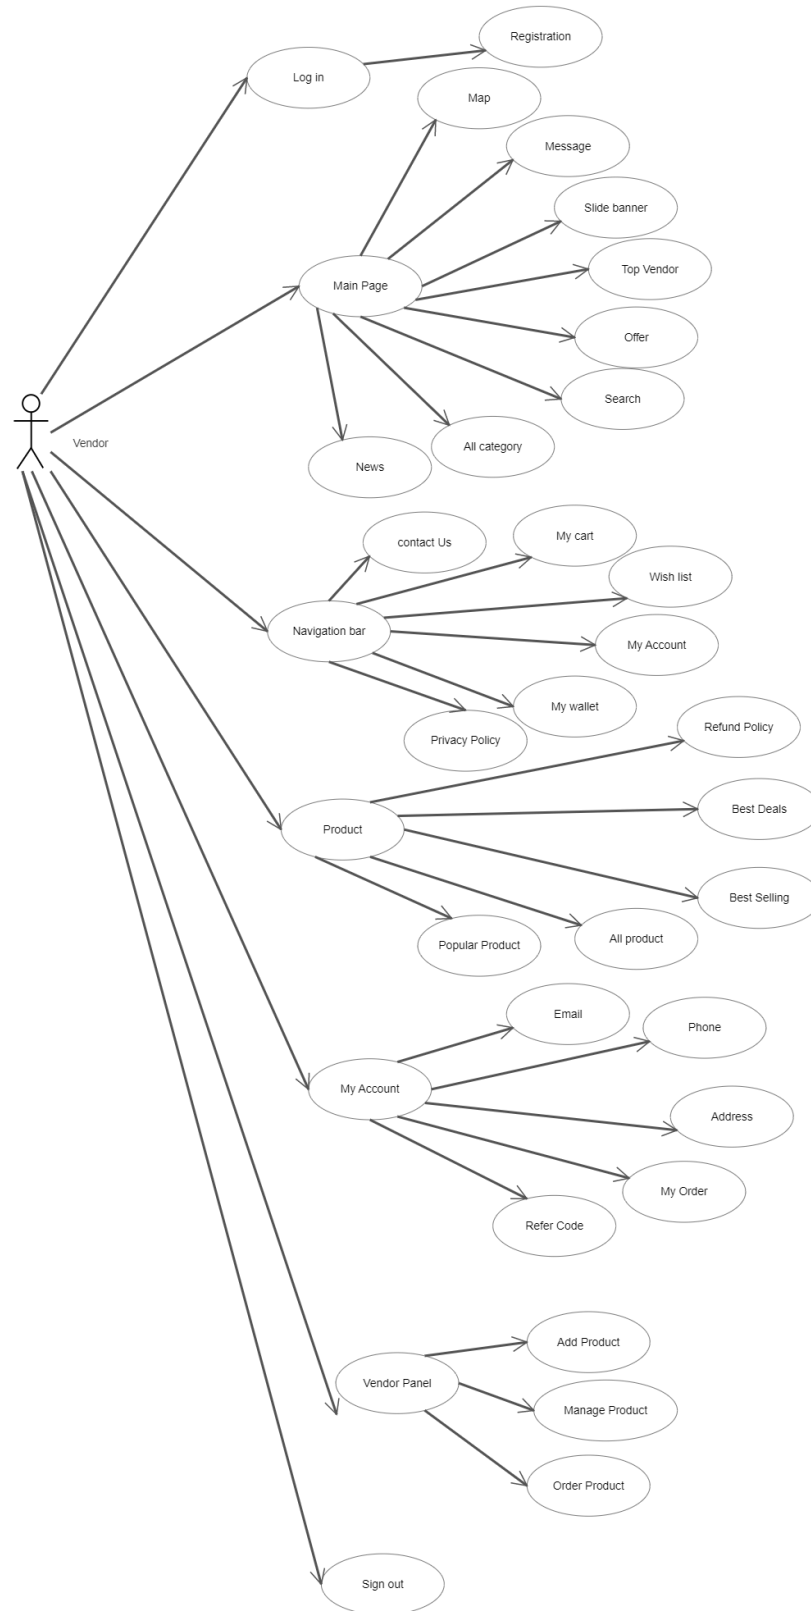 Registration
Log in
Map
Message
Slide banner
Top Vendor
Main Page
Offer
Search
All category
News
Vendor
contact Us
My cart
Wish list
Navigation bar
My Account
My wallet
Privacy Policy
Refund Policy
Best Deals
Product
Best Selling
All product
Popular Product
Email
Phone
My Account
Address
My Order
Refer Code
Add Product
Vendor Panel
Manage Product
Order Product
Sign out